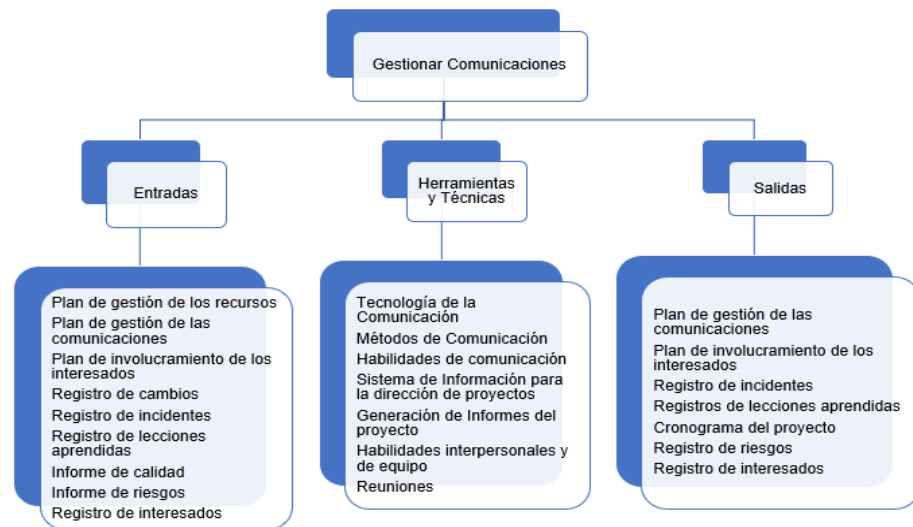 Gestionar Comunicaciones
Entradas
Herramientas
y Técnicas
Salidas
Plan de gestión de los recursos
Plan de gestión de las
comunicaciones
Plan de involucramiento de los
interesados
Registro de cambios
Registro de incidentes
Registro de lecciones
aprendidas
Informe de calidad
Informe de riesgos
Registro de interesados
Tecnología de la
Comunicación
Métodos de Comunicación
Habilidades de comunicación
Sistema de Información para
la dirección de proyectos
Generación de Informes del
proyecto
Habilidades interpersonales y
de equipo
Reuniones
Plan de gestión de las
comunicaciones
Plan de involucramiento de los
interesados
Registro de incidentes
Registros de lecciones aprendidas
Cronograma del proyecto
Registro de riesgos
Registro de interesados